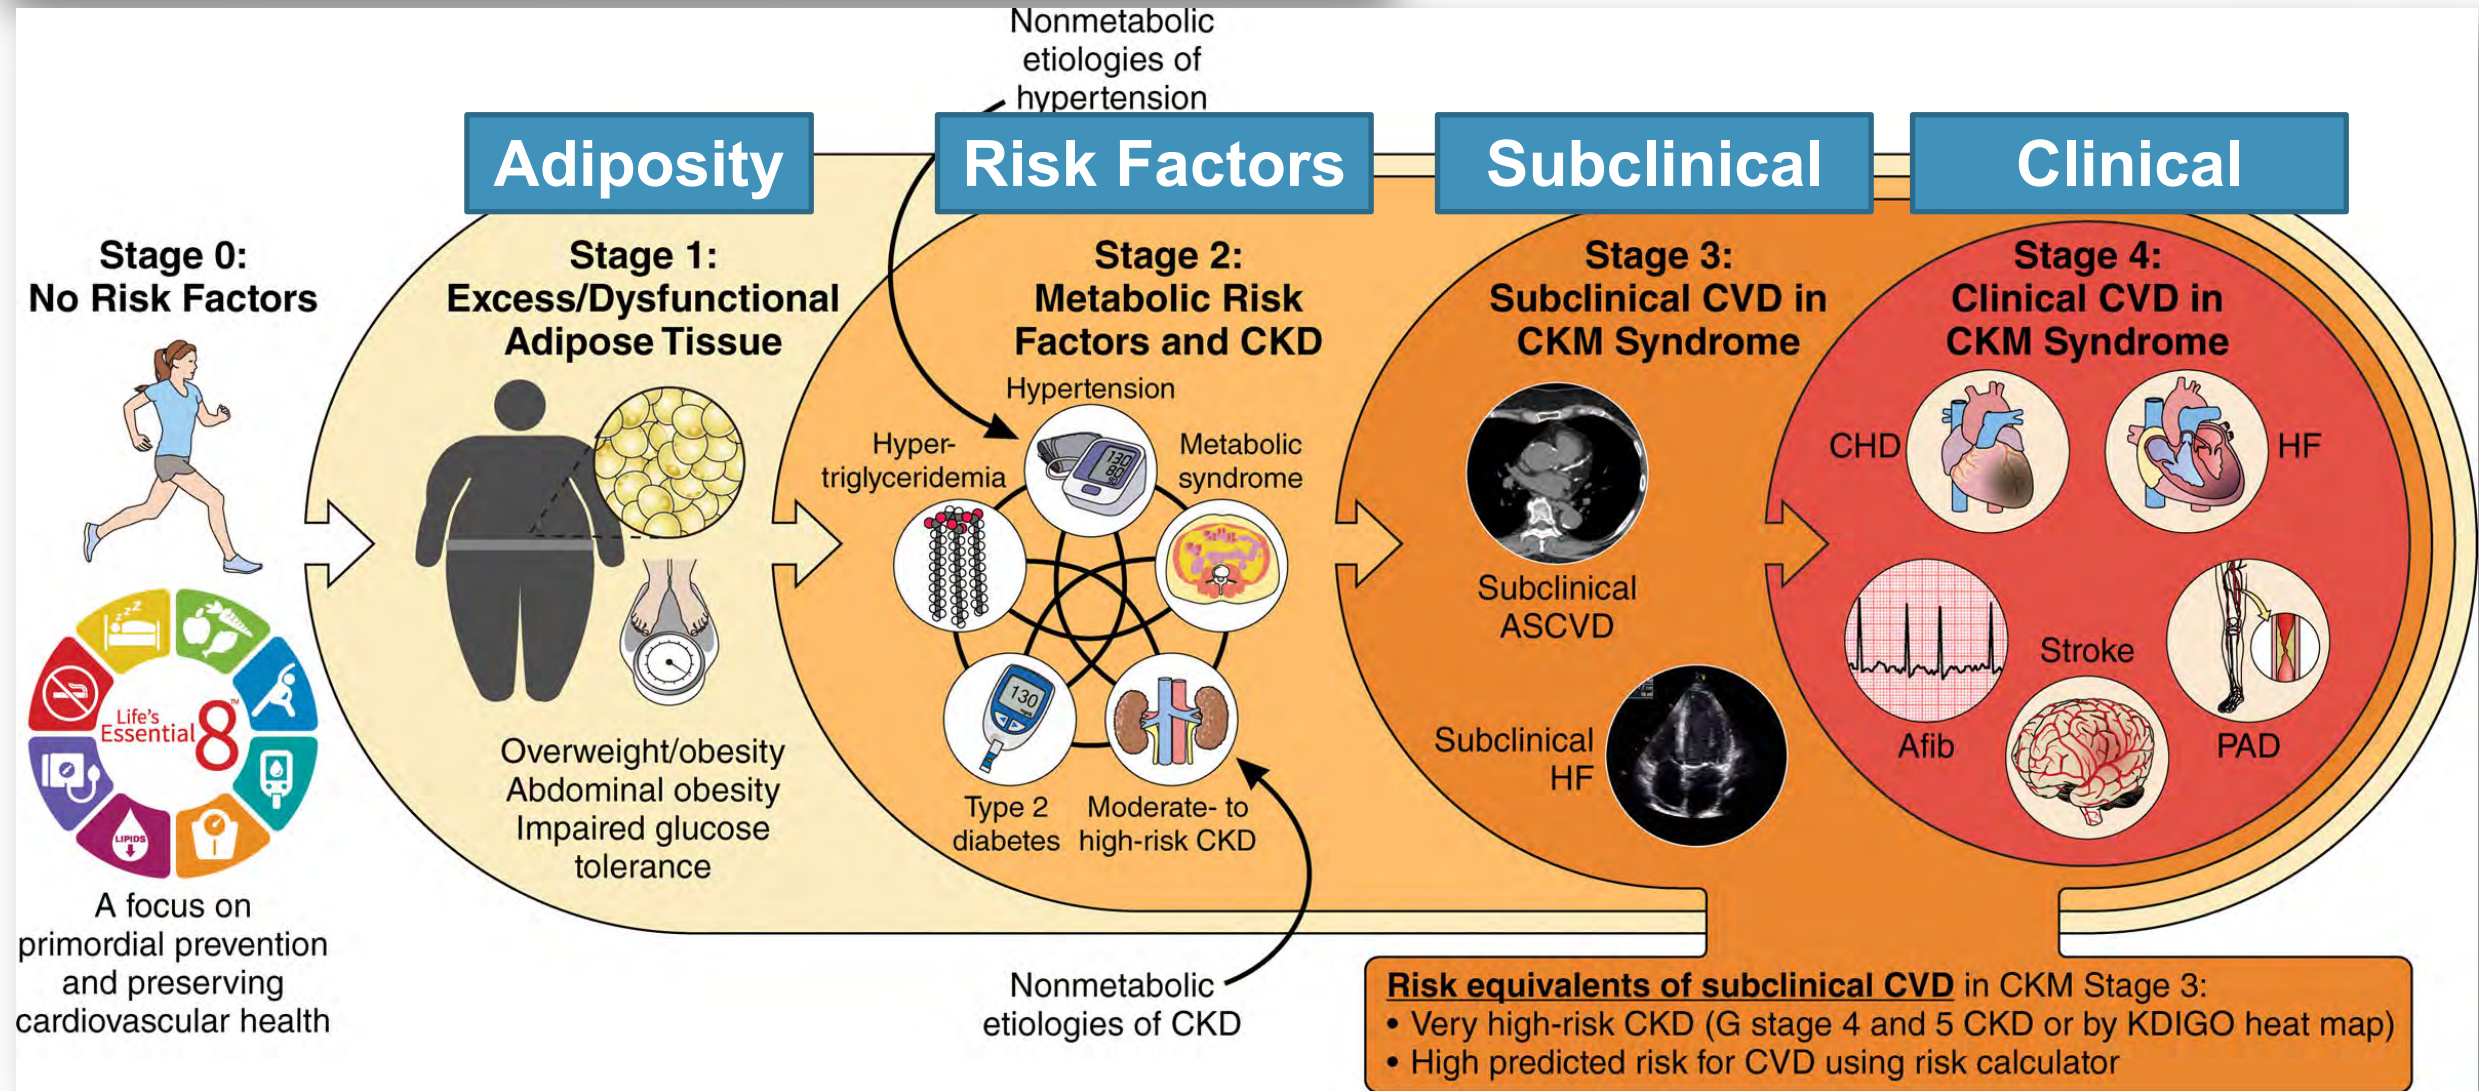 Nonmetabolic
etiologies of
hypertension
Adiposity
Risk Factors
Subclinical
Clinical
Stage 0:
No Risk Factors
Life's
Essential 8™
LIPIDS
A focus on
primordial prevention
and preserving
cardiovascular health
Stage 1:
Excess/Dysfunctional
Adipose Tissue
Overweight/obesity
Abdominal obesity
Impaired glucose
tolerance
Stage 2:
Metabolic Risk
Factors and CKD
Hypertension
130
80
Hyper-
triglyceridemia
Metabolic
syndrome
130
Type 2
diabetes
Moderate- to
high-risk CKD
Nonmetabolic
etiologies of CKD
Stage 3:
Subclinical CVD in
CKM Syndrome
Subclinical
ASCVD
Subclinical
HF
Stage 4:
Clinical CVD in
CKM Syndrome
CHD
HF
Afib
Stroke
PAD
Risk equivalents of subclinical CVD in CKM Stage 3:
• Very high-risk CKD (G stage 4 and 5 CKD or by KDIGO heat map)
• High predicted risk for CVD using risk calculator